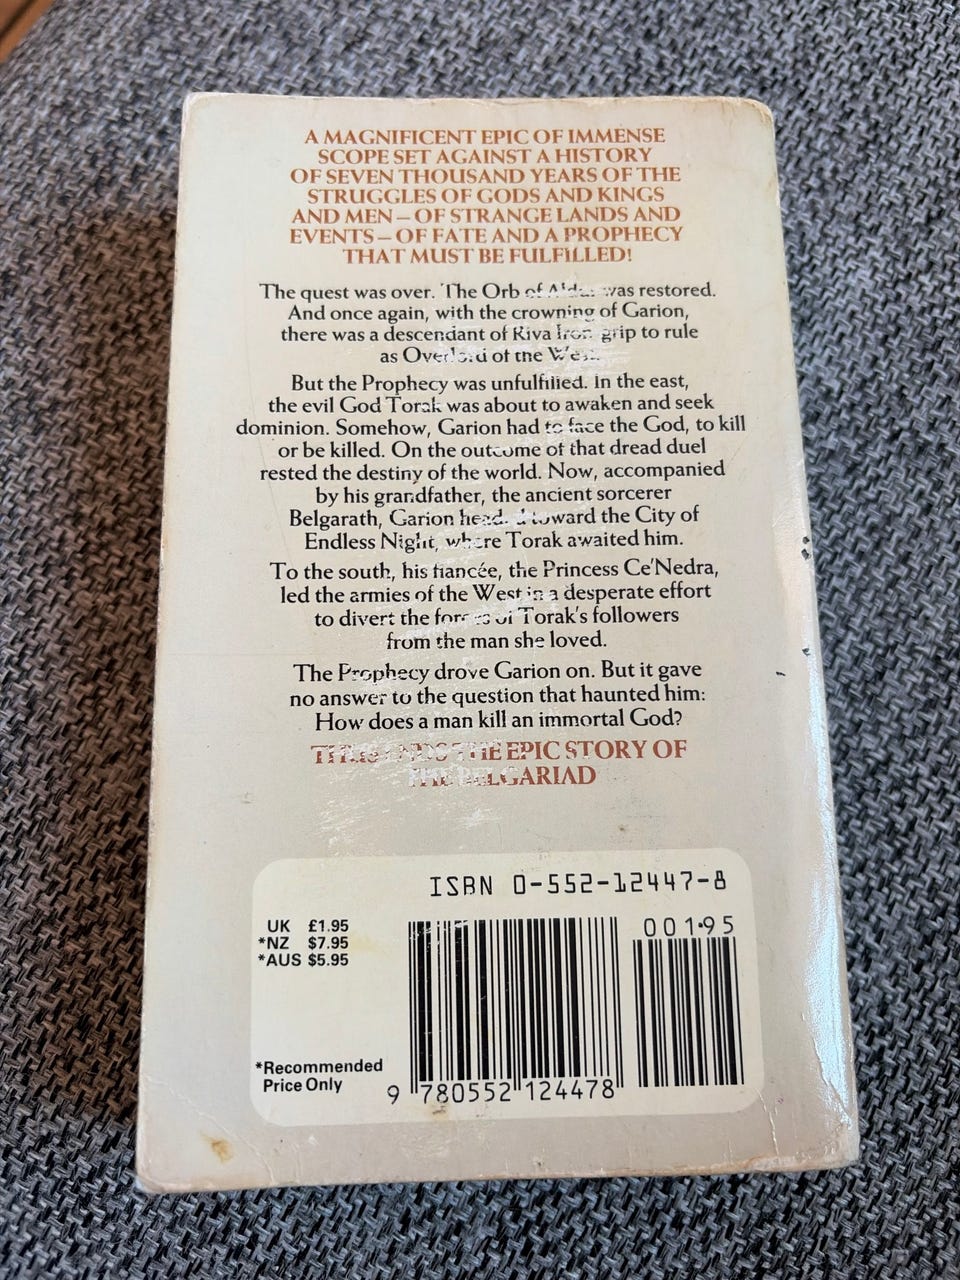 A MAGNIFICENT EPIC OF IMMENSE
SCOPE SET AGAINST A HISTORY
OF SEVEN THOUSAND YEARS OF THE
STRUGGLES OF GODS AND KINGS
AND MEN – OF STRANGE LANDS AND
EVENTS – OF FATE AND A PROPHECY
THAT MUST BE FULFILLED!
The quest was over. The Orb of Aldur was restored.
And once again, with the crowning of Garion,
there was a descendant of Riva Iron-grip to rule
as Overlord of the West.
But the Prophecy was unfulfilled. In the east,
the evil God Torak was about to awaken and seek
dominion. Somehow, Garion had to face the God, to kill
or be killed. On the outcome of that dread duel
rested the destiny of the world. Now, accompanied
by his grandfather, the ancient sorcerer
Belgarath, Garion headed toward the City of
Endless Night, where Torak awaited him.
To the south, his fiancée, the Princess Ce'Nedra,
led the armies of the West in a desperate effort
to divert the forces of Torak's followers
from the man she loved.
The Prophecy drove Garion on. But it gave
no answer to the question that haunted him:
How does a man kill an immortal God?
THUS ENDS THE EPIC STORY OF
THE BELGARIAD
ISBN 0-552-12447-8
UK £1.95
*NZ $7.95
*AUS $5.95
00195
*Recommended
Price Only
9 780552 124478